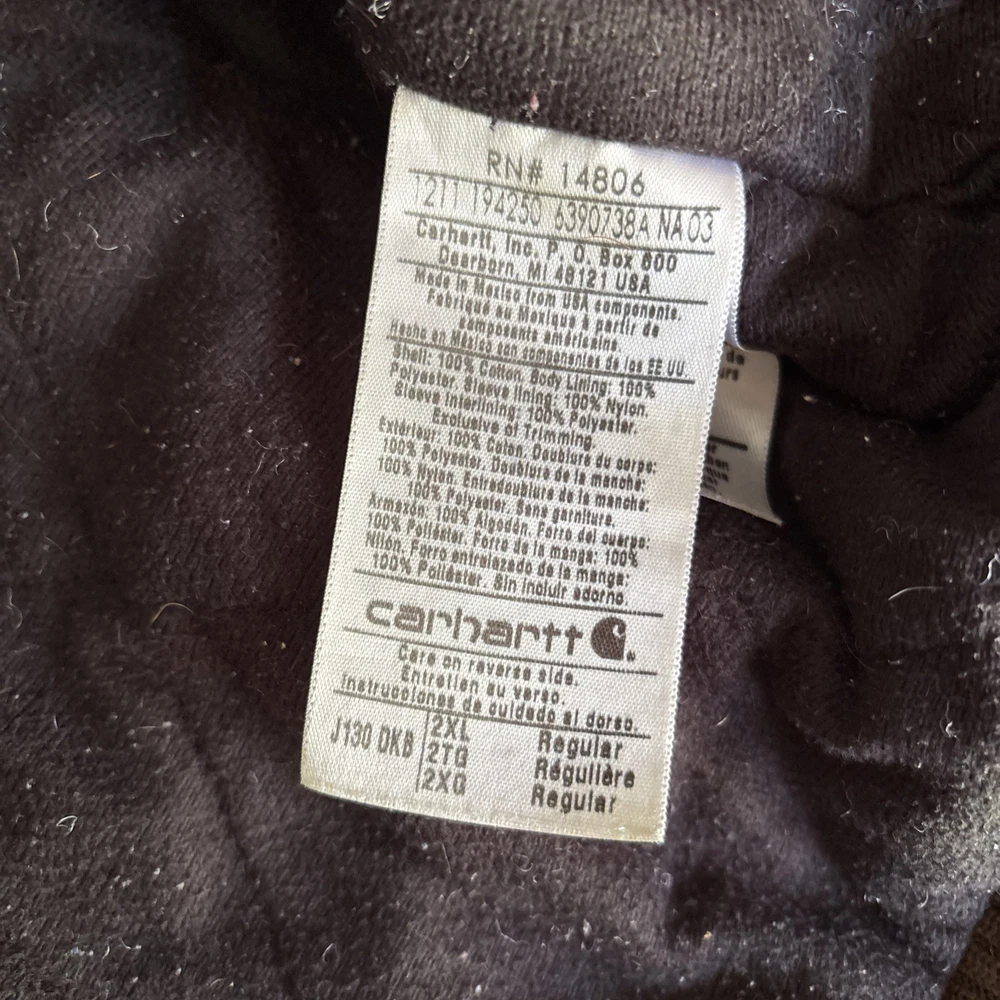 RN# 14806
1211 194250 6390738A NA 03
Carhartt, Inc. P. O. Box 600
Dearborn, MI 48121 USA
Made in Mexico from USA components.
Fabriqué au Mexique à partir de
composants américains.
Hecho en México con componentes de los EE UU.
Shell: 100% Cotton. Body Lining: 100%
Polyester. Sleeve lining: 100% Nylon.
Sleeve Interlining: 100% Polyester.
Exclusive of Trimming.
Extérieur: 100% Coton. Doublure du corps:
100% Polyester. Doublure de la manche:
100% Nylon. Entredoublure de la manche:
100% Polyester. Sans garniture.
Armazón: 100% Algodón. Forro del cuerpo:
100% Poliéster. Forro de la manga: 100%
Nilón. Forro entrelazado de la manga:
100% Poliéster. Sin incluir adorno.
carhartt
Care on reverse side.
Entretien au verso.
Instrucciones de cuidado al dorso.
J130 DKB 2XL Regular
2TG Régulière
2XG Regular
de
urs